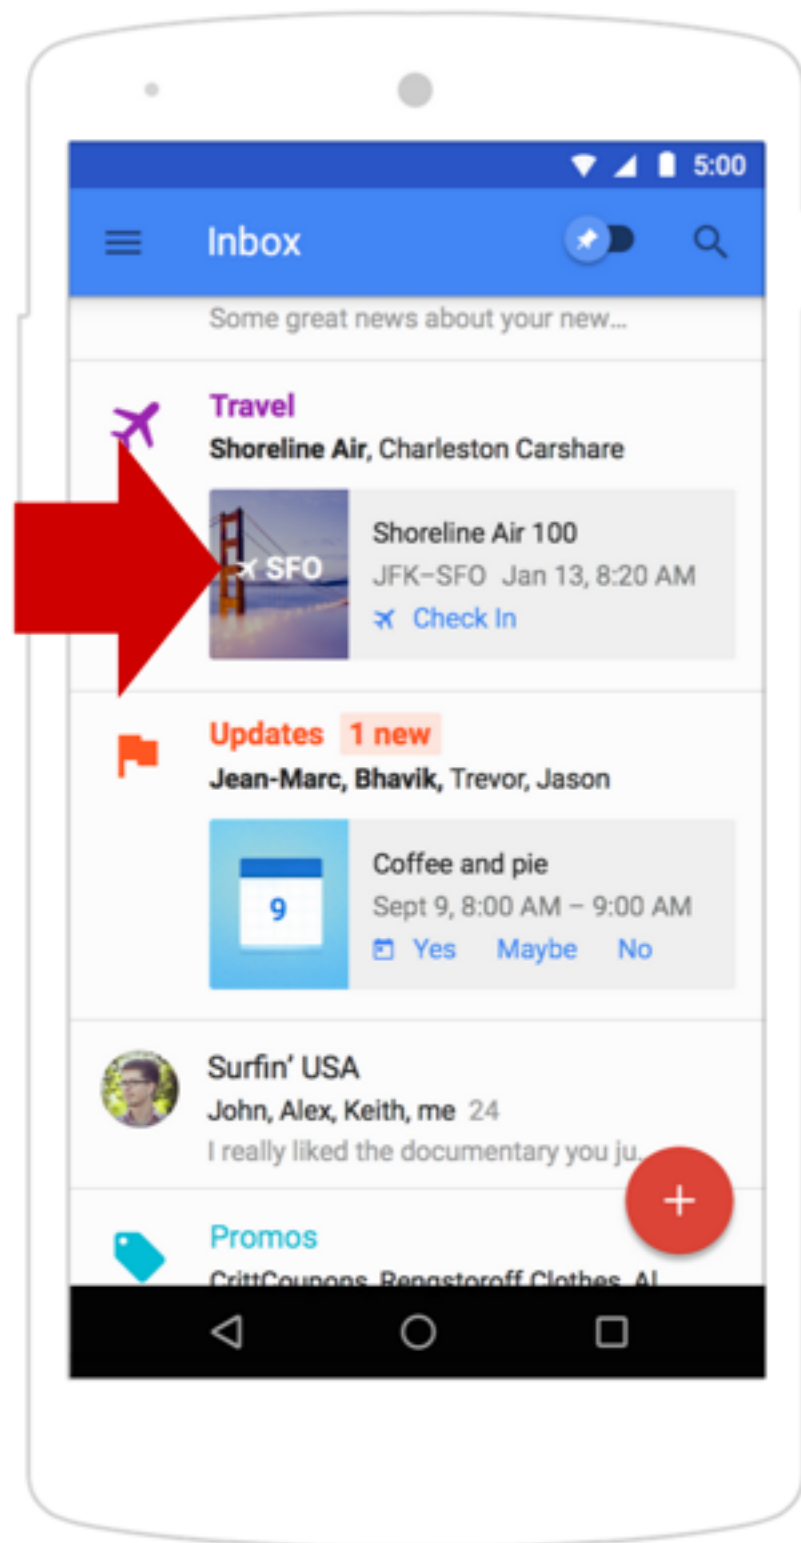 5:00
Inbox
Some great news about your new...
Travel
Shoreline Air, Charleston Carshare
SFO
Shoreline Air 100
JFK–SFO Jan 13, 8:20 AM
Check In
Updates 1 new
Jean-Marc, Bhavik, Trevor, Jason
9
Coffee and pie
Sept 9, 8:00 AM – 9:00 AM
Yes Maybe No
Surfin' USA
John, Alex, Keith, me 24
I really liked the documentary you ju..
Promos
CrittCoupons, Rengstoroff Clothes,